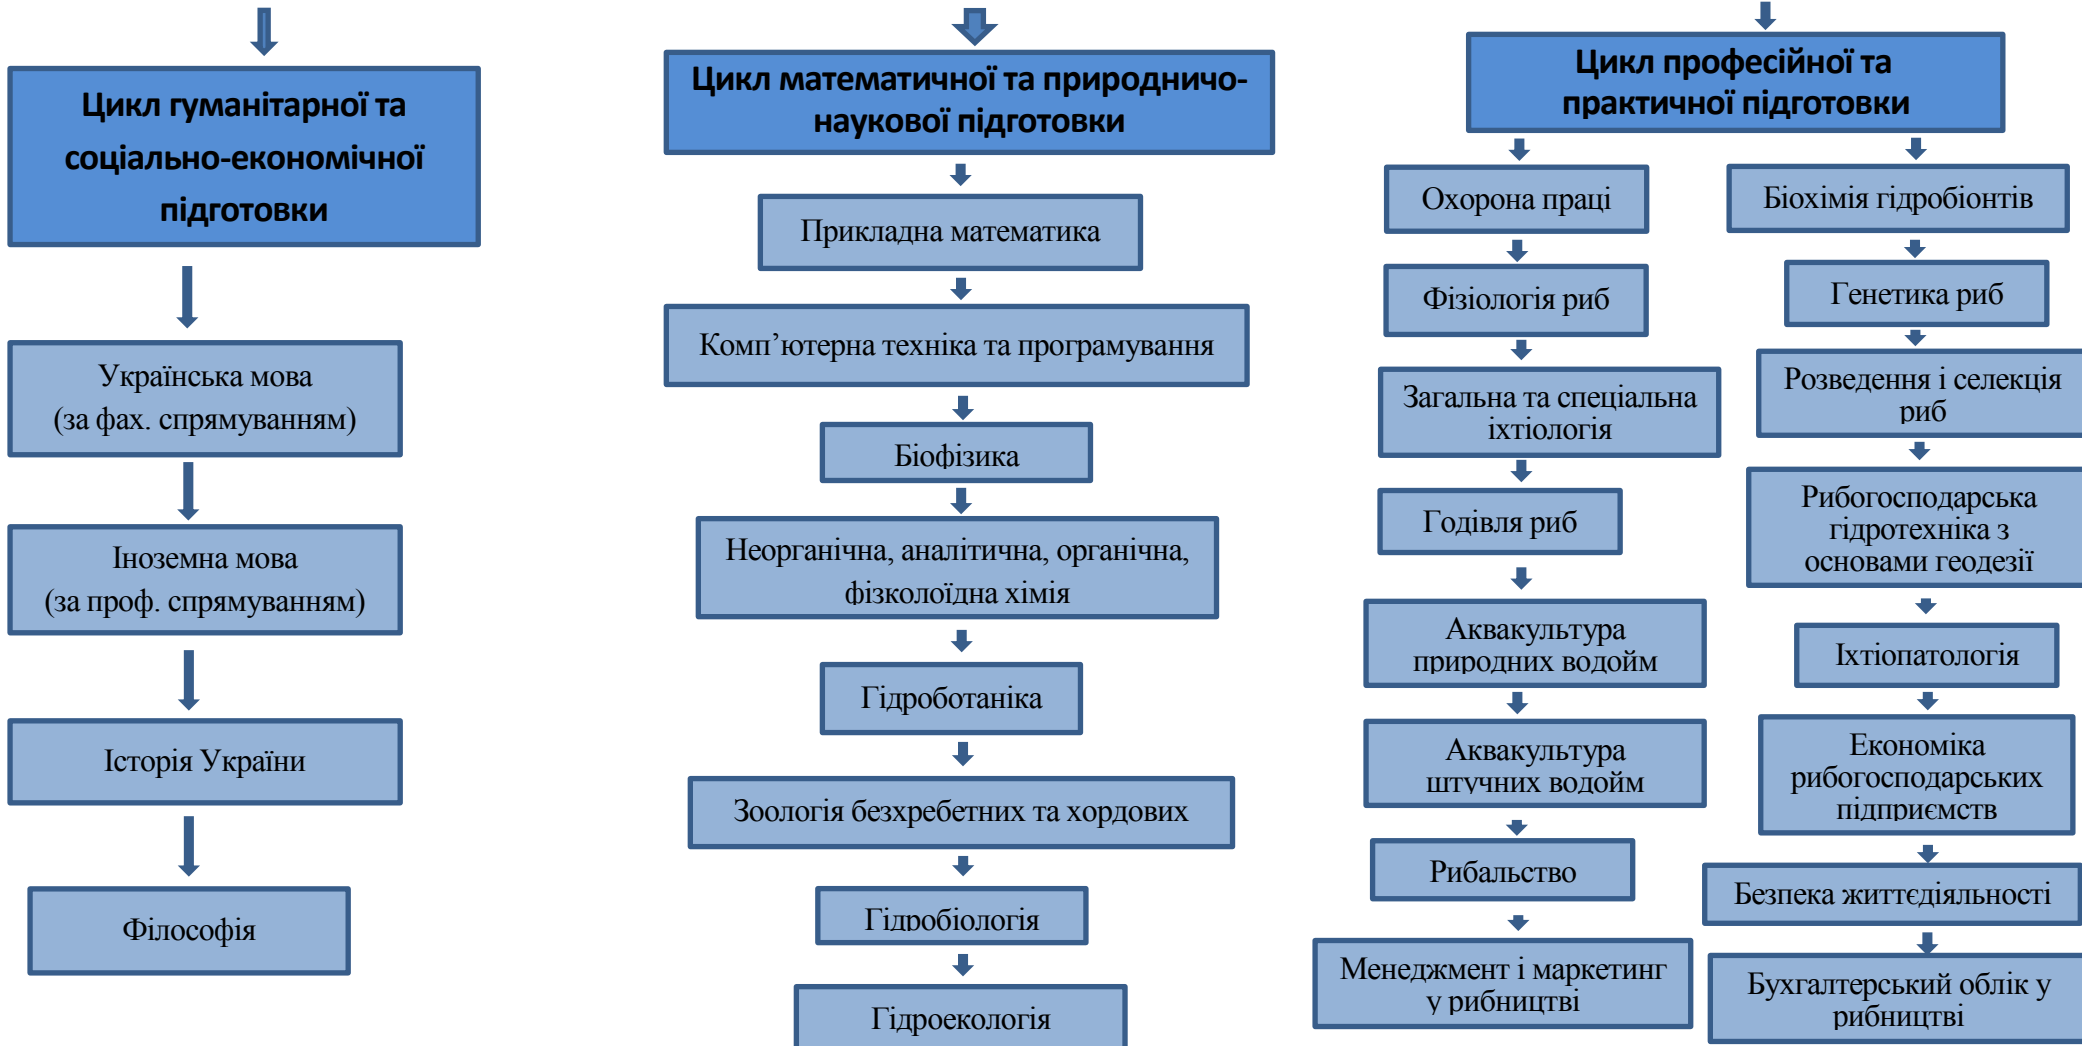 Цикл гуманітарної та
соціально-економічної
підготовки
Українська мова
(за фах. спрямуванням)
Іноземна мова
(за проф. спрямуванням)
Історія України
Філософія
Цикл математичної та природничо-
наукової підготовки
Прикладна математика
Комп’ютерна техніка та програмування
Біофізика
Неорганічна, аналітична, органічна,
фізколоїдна хімія
Гідроботаніка
Зоологія безхребетних та хордових
Гідробіологія
Гідроекологія
Цикл професійної та
практичної підготовки
Охорона праці
Фізіологія риб
Загальна та спеціальна
іхтіологія
Годівля риб
Аквакультура
природних водойм
Аквакультура
штучних водойм
Рибальство
Менеджмент і маркетинг
у рибництві
Біохімія гідробіонтів
Генетика риб
Розведення і селекція
риб
Рибогосподарська
гідротехніка з
основами геодезії
Іхтіопатологія
Економіка
рибогосподарських
підприємств
Безпека життєдіяльності
Бухгалтерський облік у
рибництві